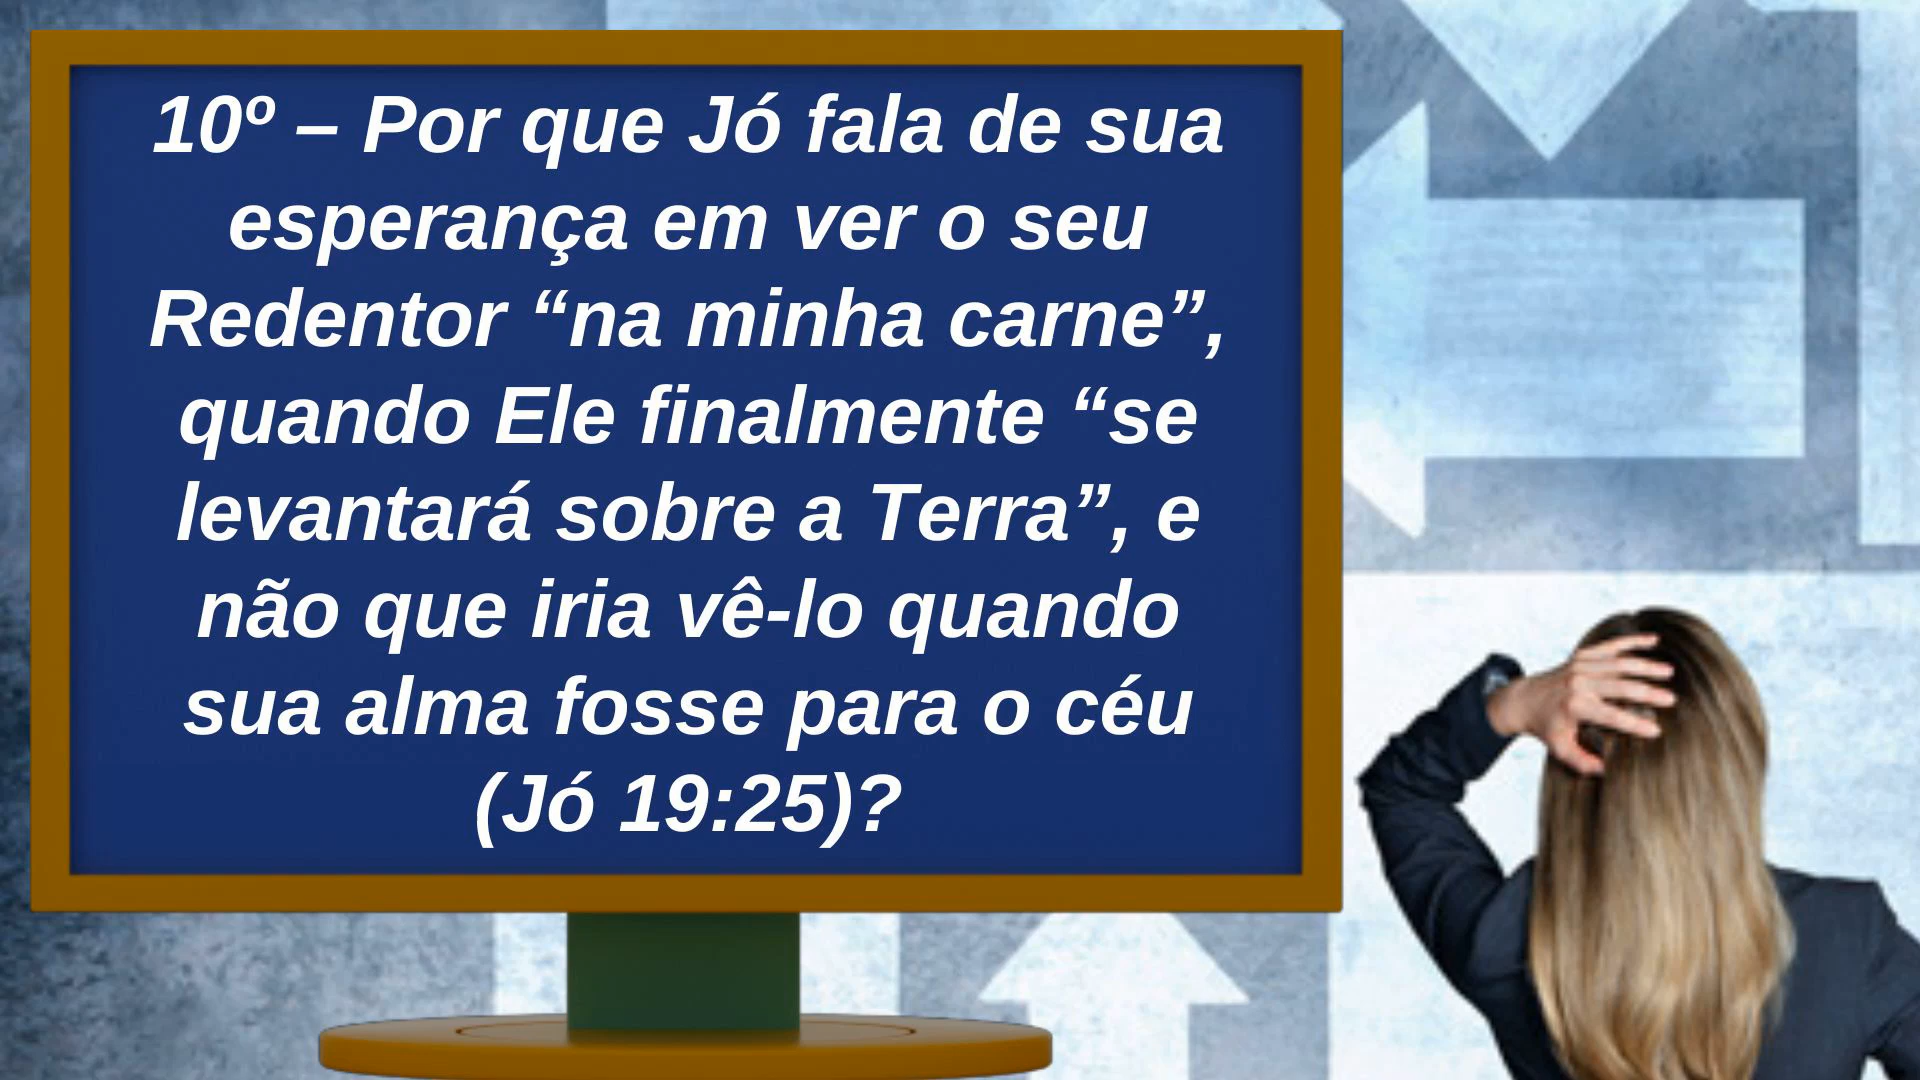 10º – Por que Jó fala de sua
esperança em ver o seu
Redentor “na minha carne”,
quando Ele finalmente “se
levantará sobre a Terra”, e
não que iria vê-lo quando
sua alma fosse para o céu
(Jó 19:25)?